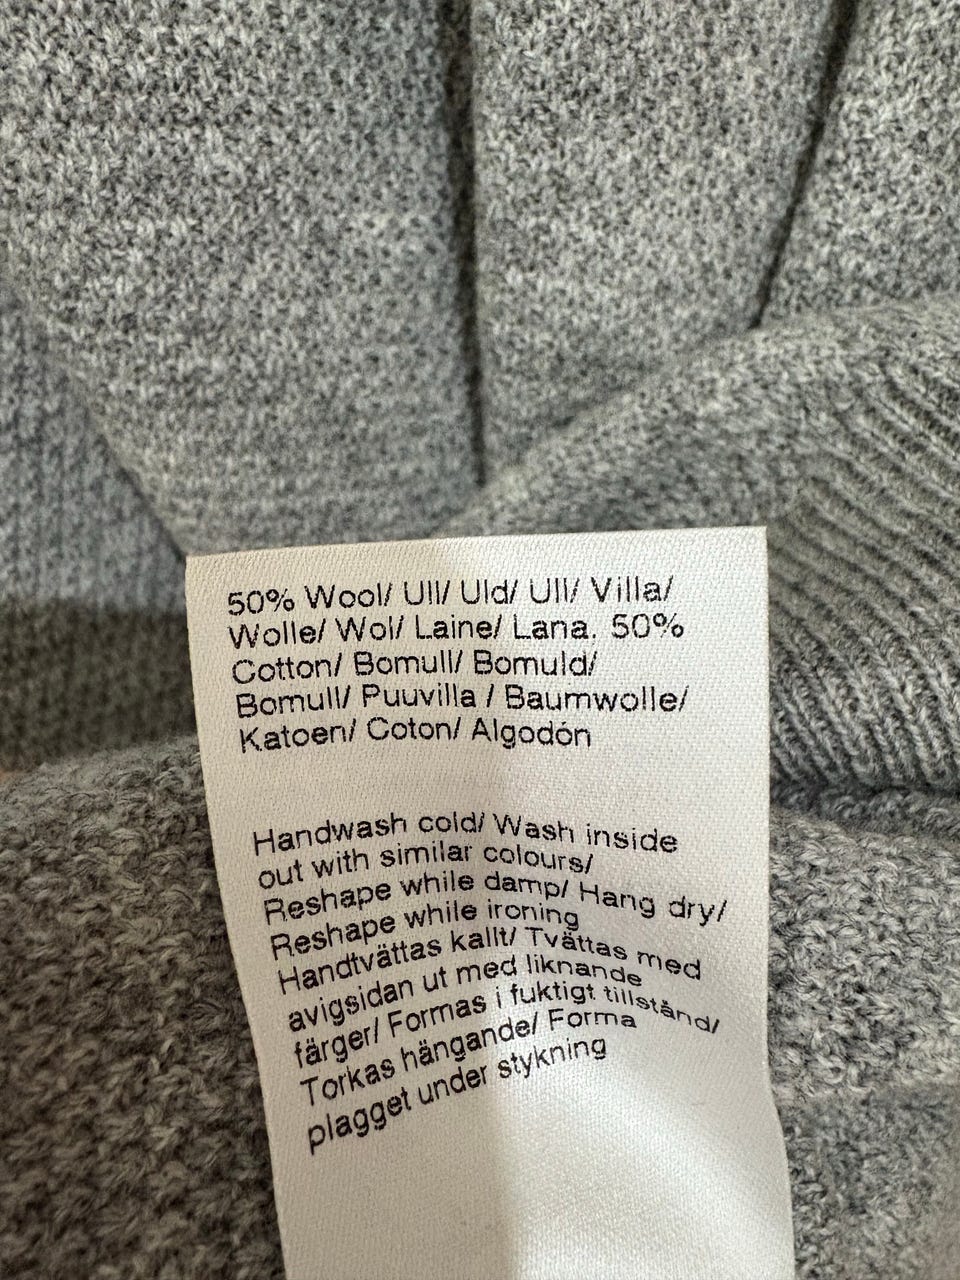 50% Wool/ Ull/ Uld/ Ull/ Villa/
Wolle/ Wol/ Laine/ Lana. 50%
Cotton/ Bomull/ Bomuld/
Bomull/ Puuvilla / Baumwolle/
Katoen/ Coton/ Algodón
Handwash cold/ Wash inside
out with similar colours/
Reshape while damp/ Hang dry/
Reshape while ironing
Handtvättas kallt/ Tvättas med
avigsidan ut med liknande
färger/ Formas i fuktigt tillstånd/
Torkas hängande/ Forma
plagget under stykning